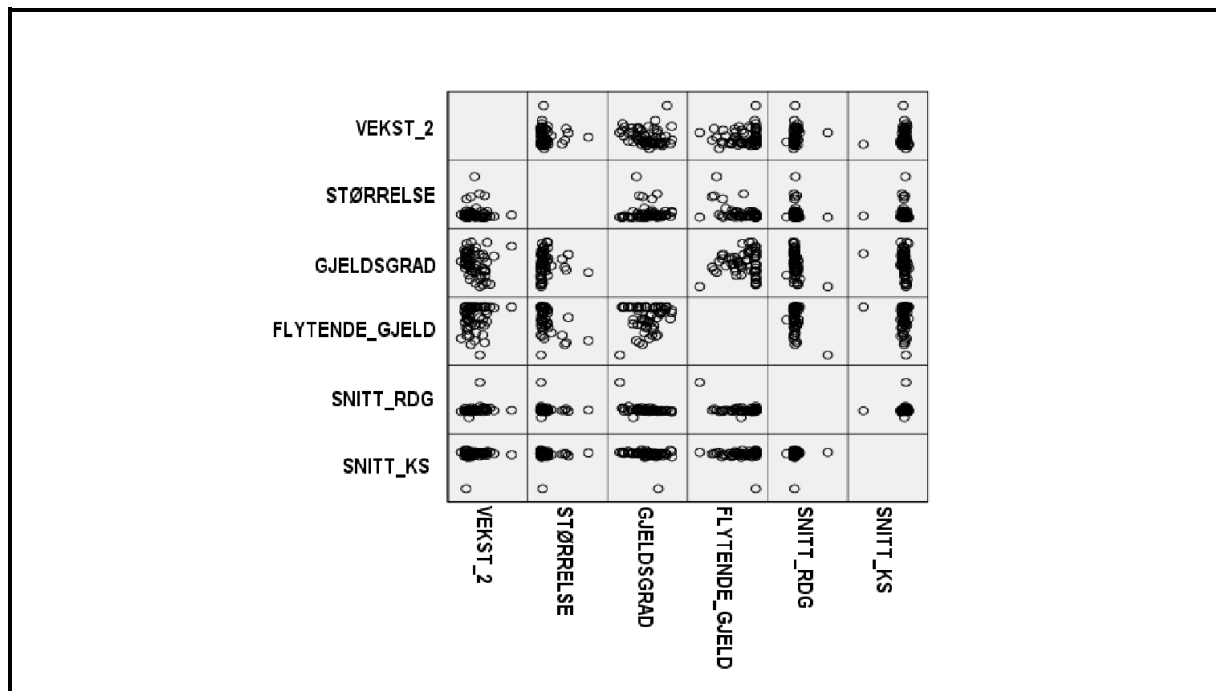 VEKST_2
STØRRELSE
GJELDSGRAD
FLYTENDE_GJELD
SNITT_RDG
SNITT_KS
VEKST_2
STØRRELSE
GJELDSGRAD
FLYTENDE_GJELD
SNITT_RDG
SNITT_KS